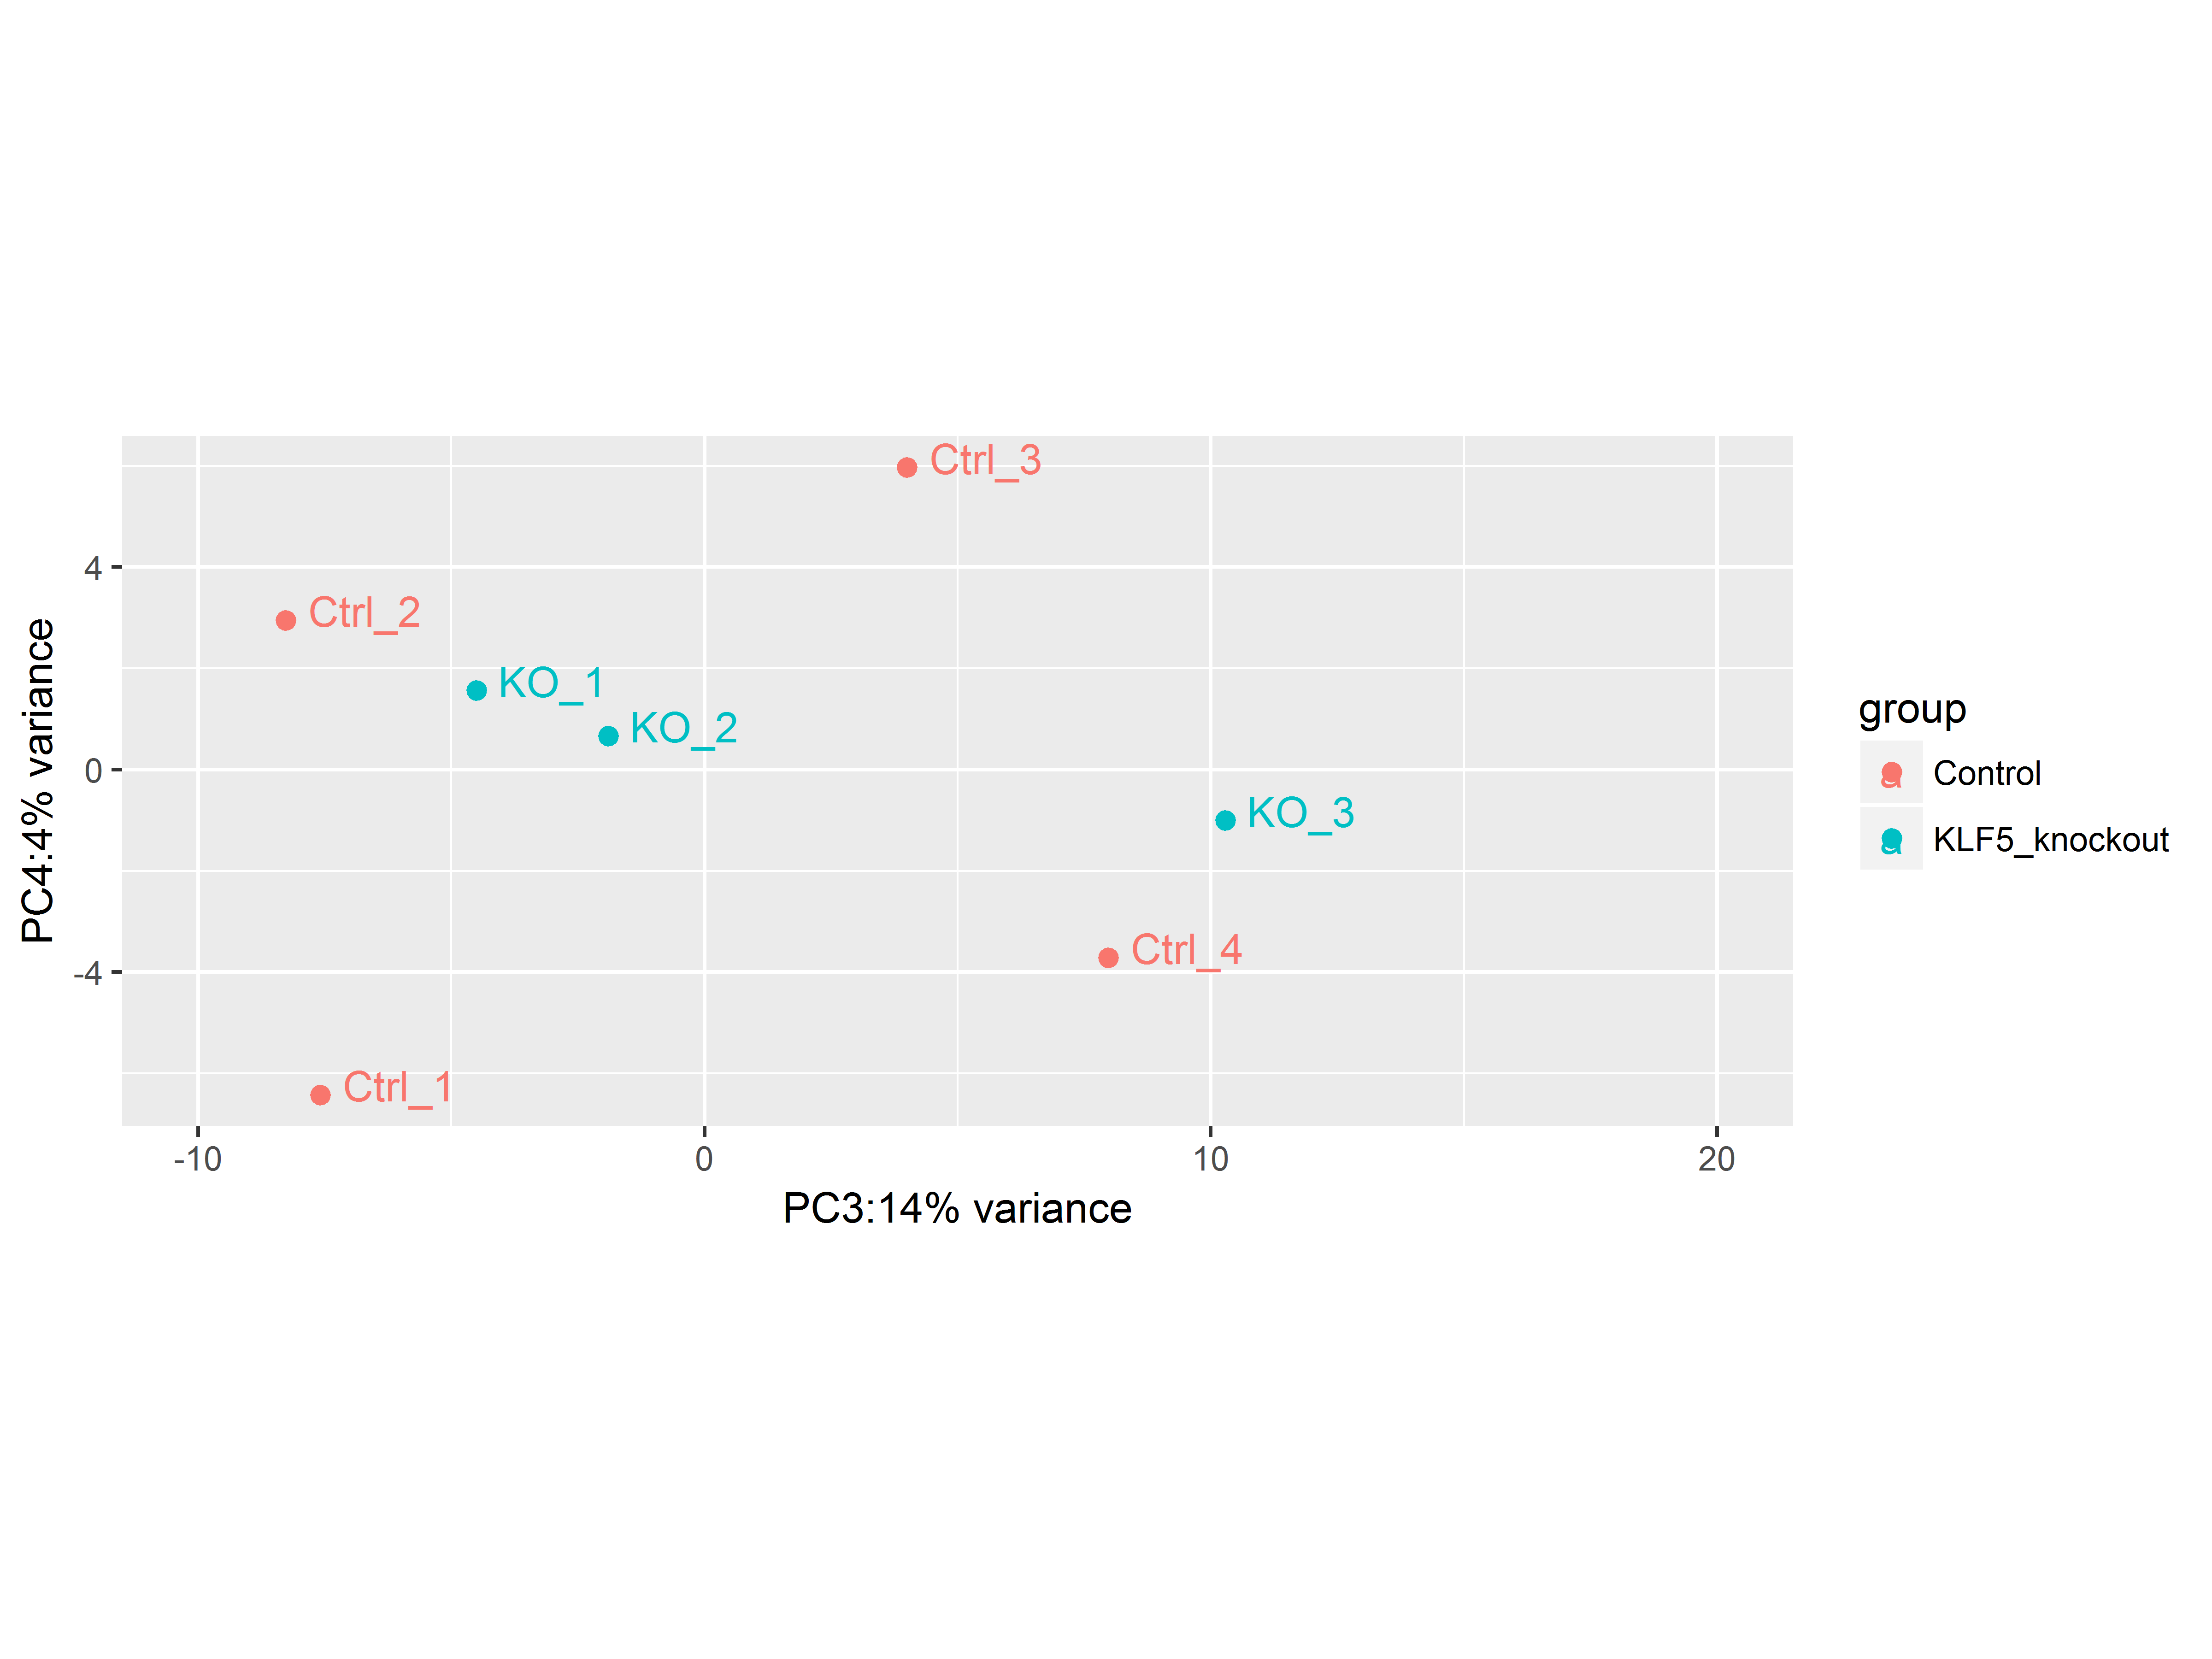 Ctrl_3
Ctrl_2
KO_1
KO_2
KO_3
Ctrl_4
Ctrl_1
4
0
-4
-10
0
10
20
PC3:14% variance
PC4:4% variance
group
a Control
a KLF5_knockout